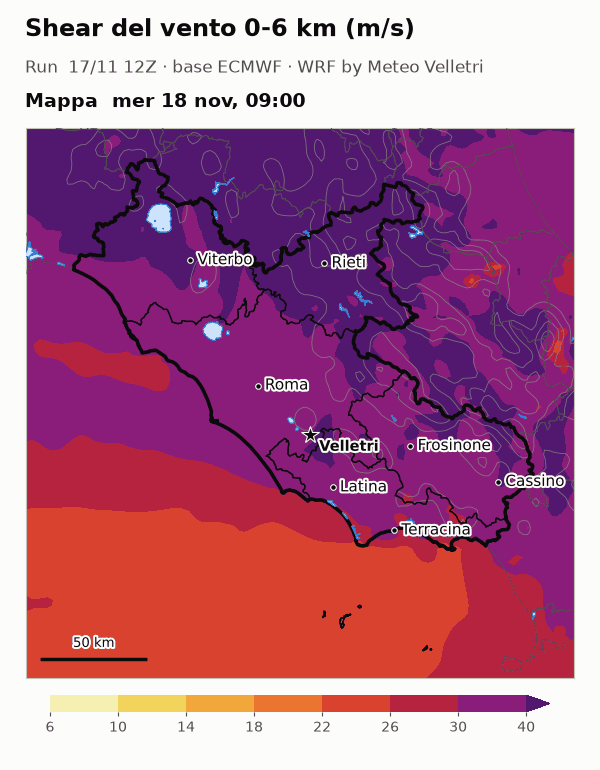 Shear del vento 0-6 km (m/s)
Run  17/11 12Z · base ECMWF · WRF by Meteo Velletri
Mappa  mer 18 nov, 09:00
Viterbo
Rieti
Roma
Velletri
Frosinone
Cassino
Latina
Terracina
50 km
6 10 14 18 22 26 30 40